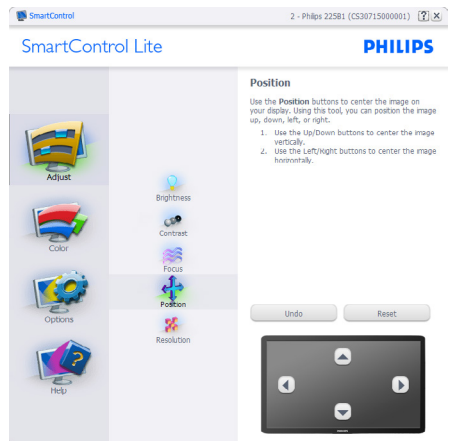 SmartControl
2 - Philips 225B1 (CS30715000001)
SmartControl Lite
PHILIPS
Adjust
Color
Options
Help
Brightness
Contrast
Focus
Position
Resolution
Position
Use the Position buttons to center the image on
your display. Using this tool, you can position the image
up, down, left, or right.
1. Use the Up/Down buttons to center the image
vertically.
2. Use the Left/Right buttons to center the image
horizontally.
Undo
Reset